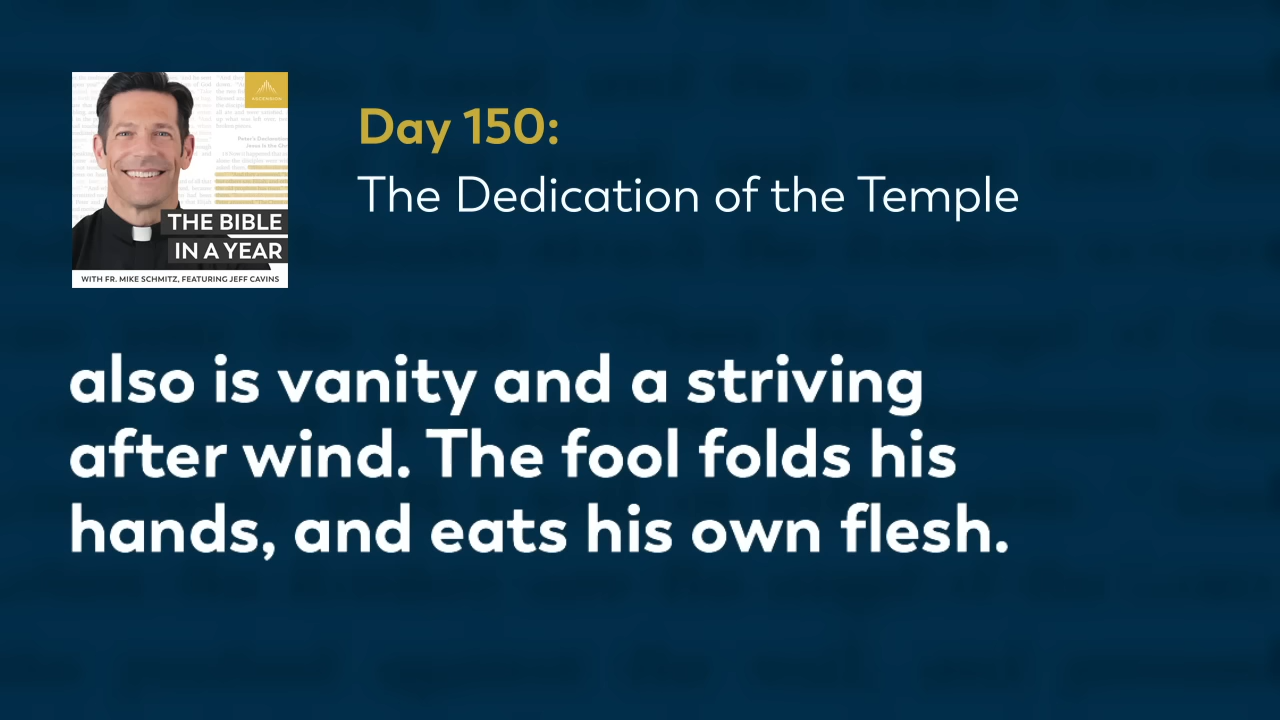 ASCENSION
THE BIBLE
IN A YEAR
WITH FR. MIKE SCHMITZ, FEATURING JEFF CAVINS
Day 150:
The Dedication of the Temple
also is vanity and a striving
after wind. The fool folds his
hands, and eats his own flesh.